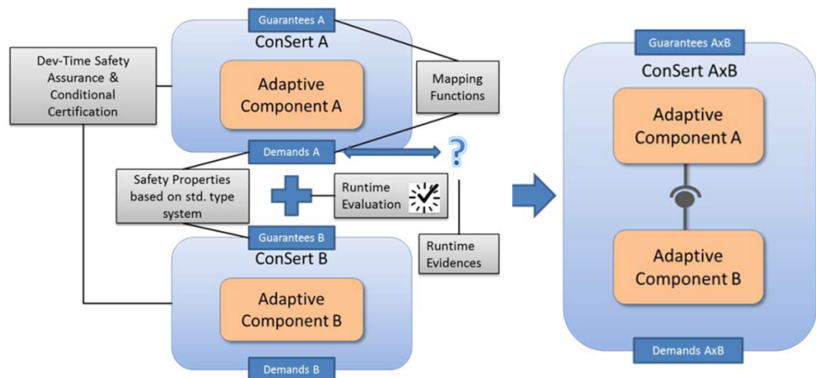 Guarantees A
ConSert A
Dev-Time Safety
Assurance &
Conditional
Certification
Adaptive
Component A
Mapping
Functions
Demands A
?
Safety Properties
based on std. type
system
Runtime
Evaluation
Guarantees B
ConSert B
Runtime
Evidences
Adaptive
Component B
Demands B
Guarantees AxB
ConSert AxB
Adaptive
Component A
Adaptive
Component B
Demands AxB